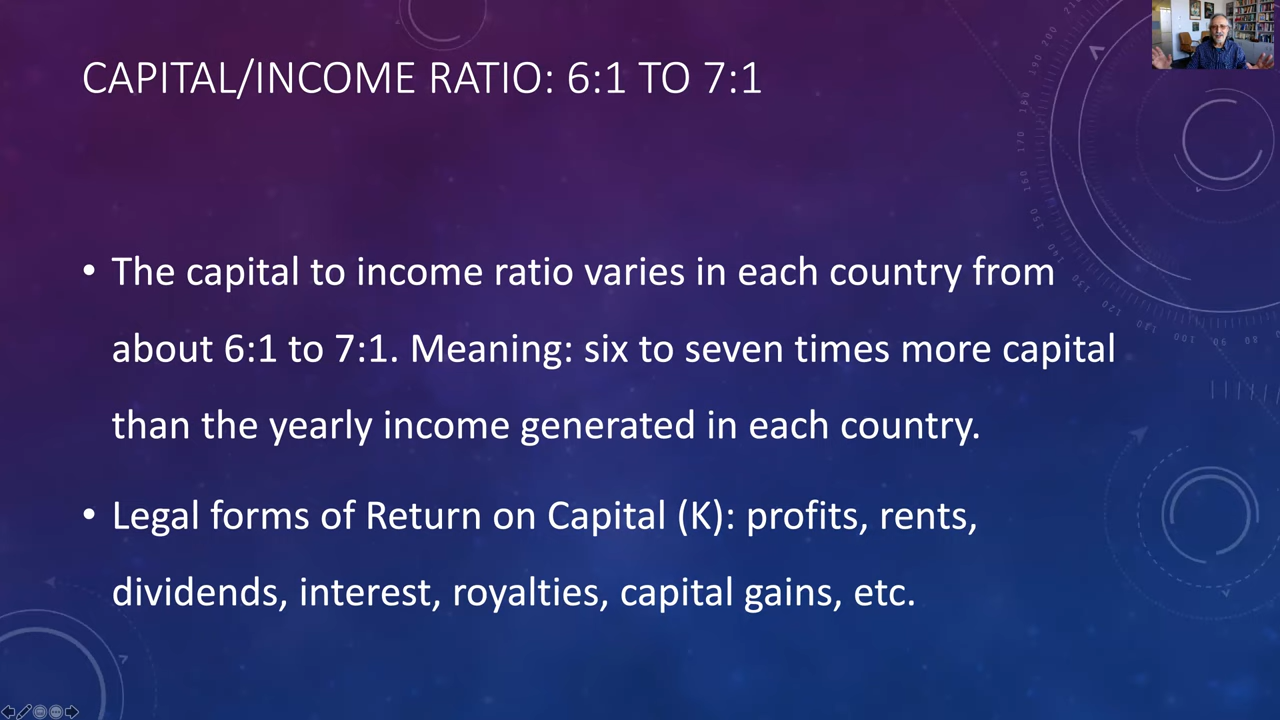 CAPITAL/INCOME RATIO: 6:1 TO 7:1
• The capital to income ratio varies in each country from
about 6:1 to 7:1. Meaning: six to seven times more capital
than the yearly income generated in each country.
• Legal forms of Return on Capital (K): profits, rents,
dividends, interest, royalties, capital gains, etc.